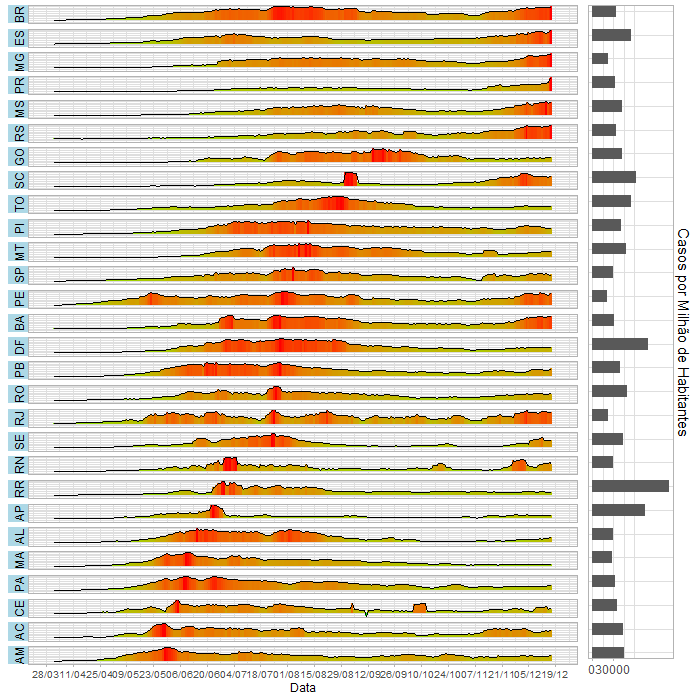 BR
ES
MG
PR
MS
RS
GO
SC
TO
PI
MT
SP
PE
BA
DF
PB
RO
RJ
SE
RN
RR
AP
AL
MA
PA
CE
AC
AM
28/03 11/04 25/04 09/05 23/05 06/06 20/06 04/07 18/07 01/08 15/08 29/08 12/09 26/09 10/10 24/10 07/11 21/11 05/12 19/12
Data
030000
Casos por Milhão de Habitantes